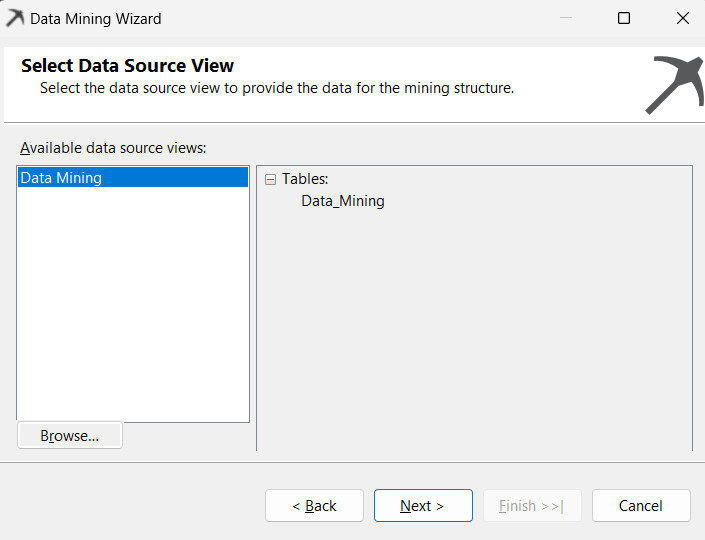 Data Mining Wizard
Select Data Source View
Select the data source view to provide the data for the mining structure.
Available data source views:
Data Mining
Tables:
Data_Mining
Browse...
< Back
Next >
Finish >>|
Cancel